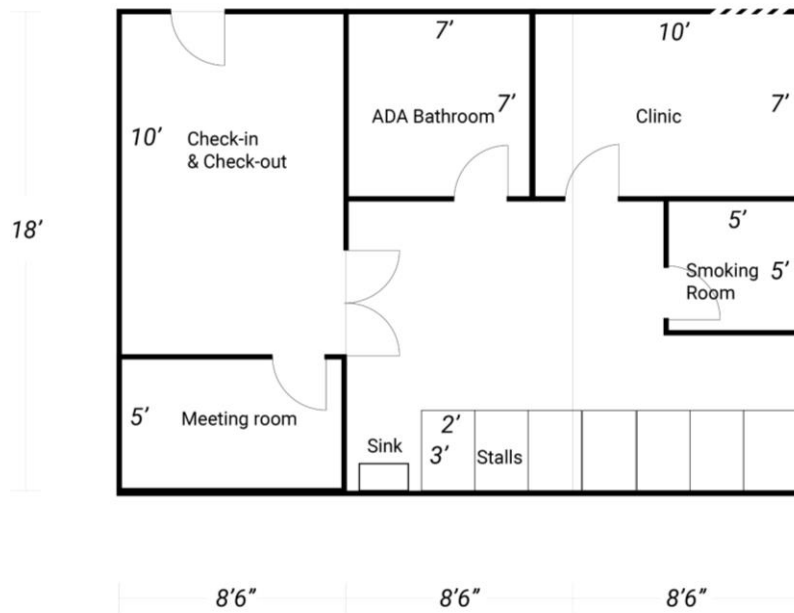 7’
10’
ADA Bathroom
7’
Clinic
7’
10’
Check-in
& Check-out
18’
5’
Smoking
Room
5’
5’
Meeting room
Sink
2’
3’
Stalls
8’6”
8’6”
8’6”